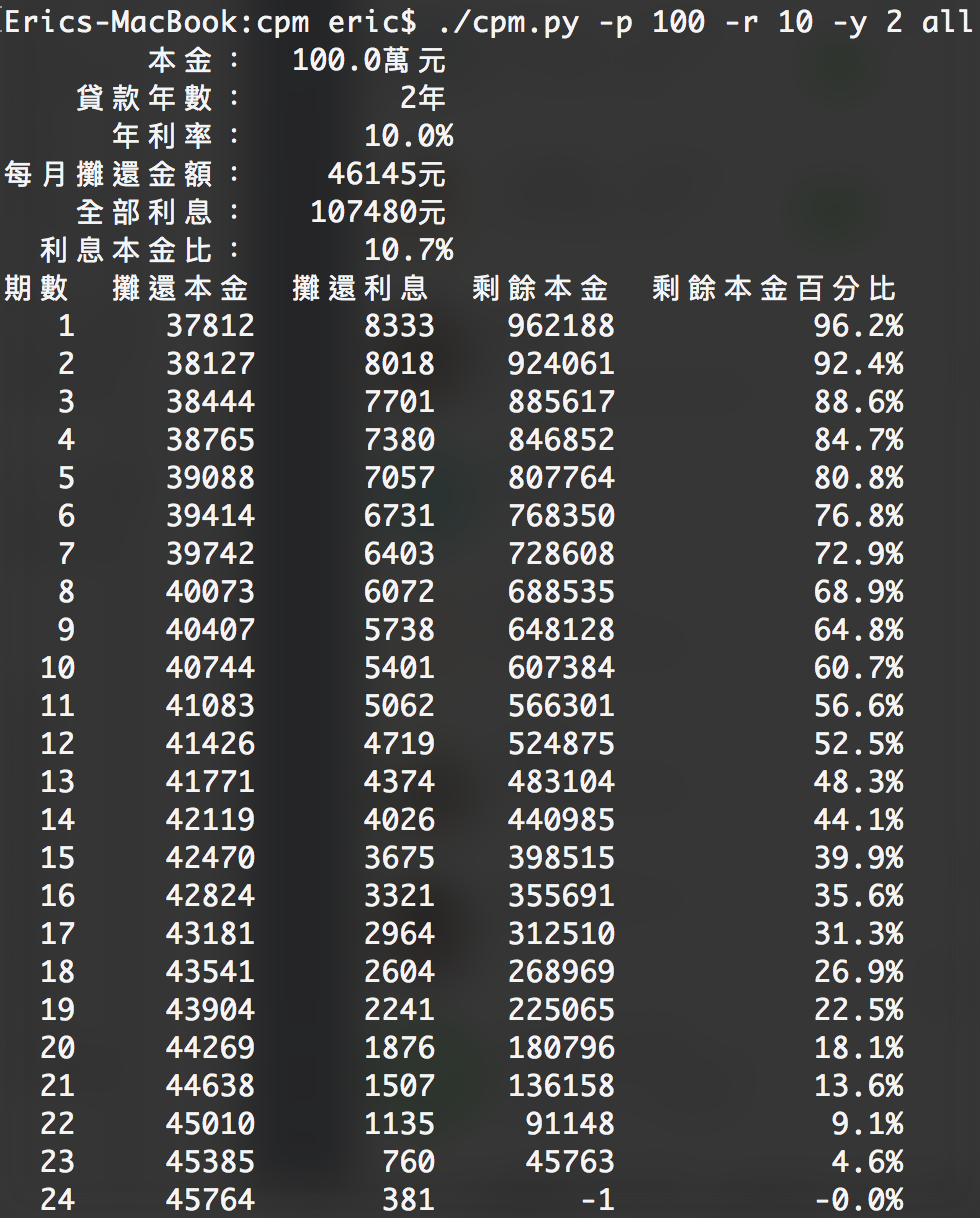 Erics-MacBook:cpm eric$ ./cpm.py -p 100 -r 10 -y 2 all
本金： 100.0萬元
貸款年數： 2年
年利率： 10.0%
每月攤還金額： 46145元
全部利息： 107480元
利息本金比： 10.7%
期數 攤還本金 攤還利息 剩餘本金 剩餘本金百分比
1 37812 8333 962188 96.2%
2 38127 8018 924061 92.4%
3 38444 7701 885617 88.6%
4 38765 7380 846852 84.7%
5 39088 7057 807764 80.8%
6 39414 6731 768350 76.8%
7 39742 6403 728608 72.9%
8 40073 6072 688535 68.9%
9 40407 5738 648128 64.8%
10 40744 5401 607384 60.7%
11 41083 5062 566301 56.6%
12 41426 4719 524875 52.5%
13 41771 4374 483104 48.3%
14 42119 4026 440985 44.1%
15 42470 3675 398515 39.9%
16 42824 3321 355691 35.6%
17 43181 2964 312510 31.3%
18 43541 2604 268969 26.9%
19 43904 2241 225065 22.5%
20 44269 1876 180796 18.1%
21 44638 1507 136158 13.6%
22 45010 1135 91148 9.1%
23 45385 760 45763 4.6%
24 45764 381 -1 -0.0%